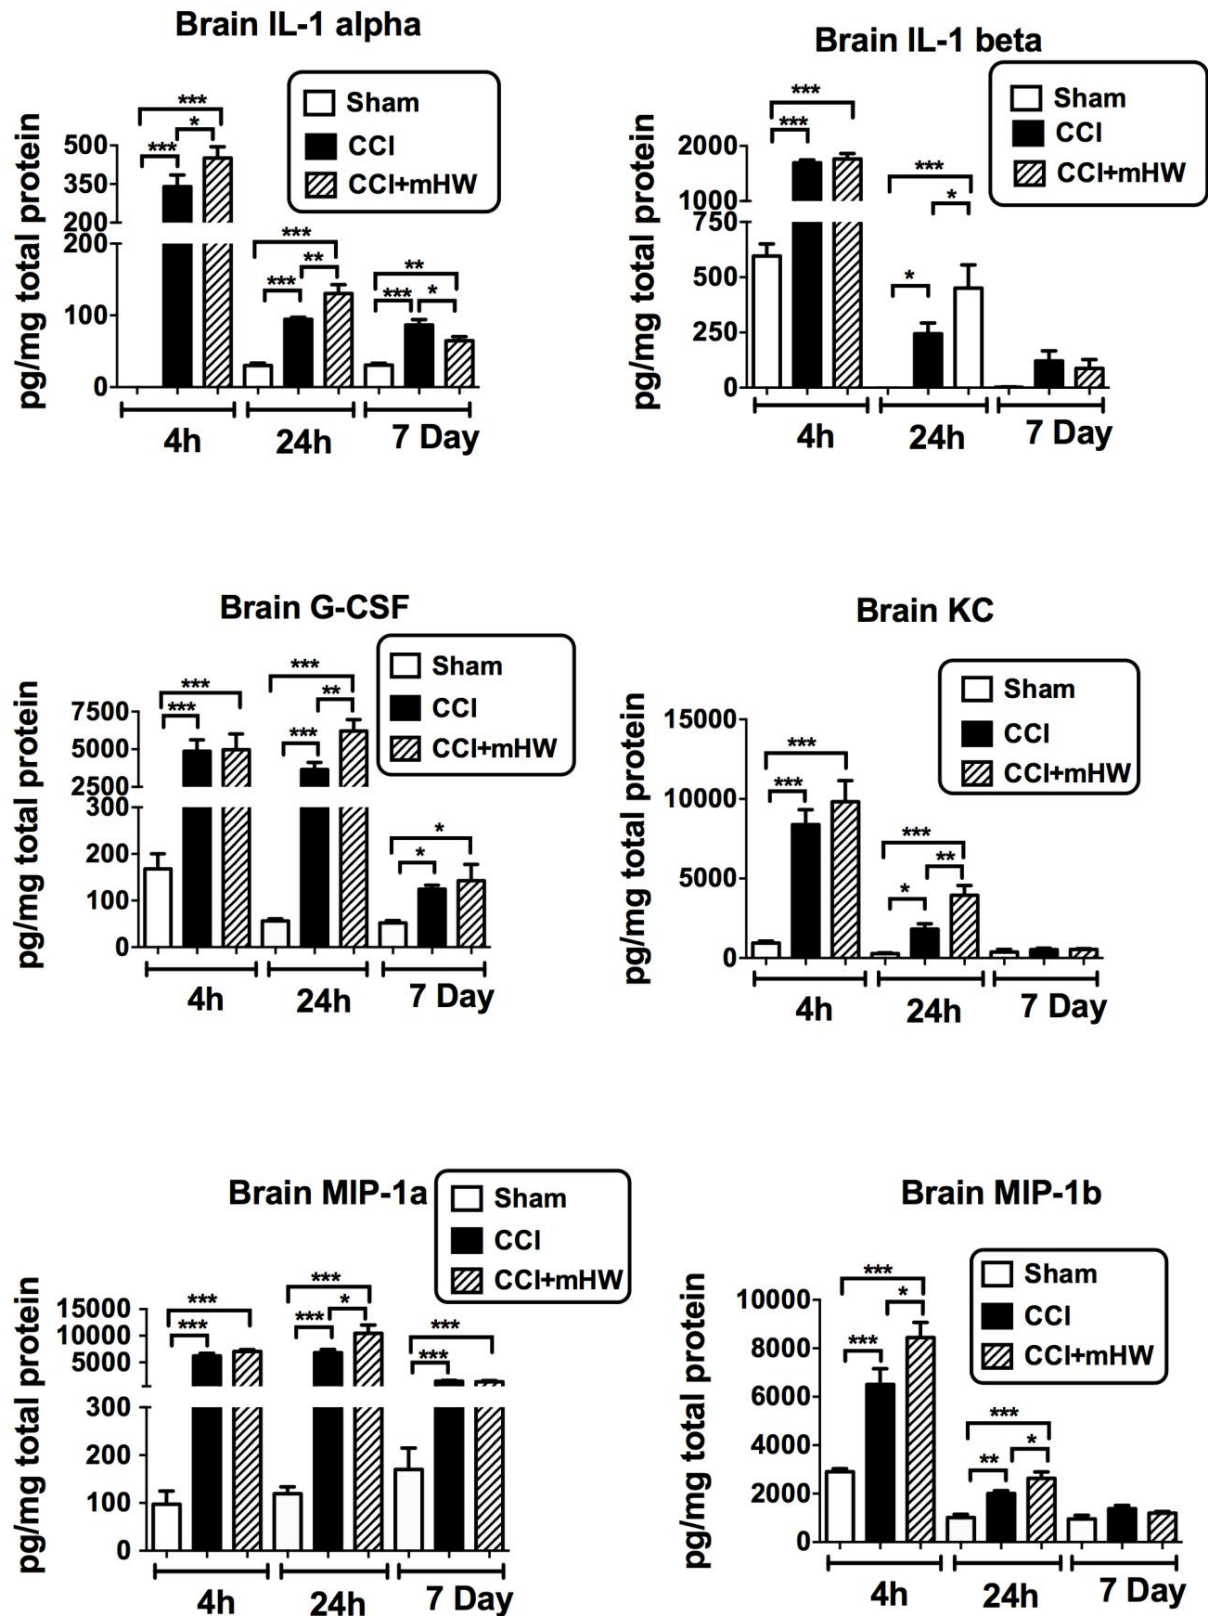 Brain IL-1 alpha
Sham
CCI
CCI+mHW
pg/mg total protein
500
350
200
200
100
0
***
*
***
***
**
***
**
***
*
4h
24h
7 Day
Brain IL-1 beta
Sham
CCI
CCI+mHW
pg/mg total protein
2000
1000
750
500
250
0
***
***
***
*
*
4h
24h
7 Day
Brain G-CSF
Sham
CCI
CCI+mHW
pg/mg total protein
7500
5000
2500
300
200
100
0
***
***
***
**
***
*
*
4h
24h
7 Day
Brain KC
Sham
CCI
CCI+mHW
pg/mg total protein
15000
10000
5000
0
***
***
***
**
*
4h
24h
7 Day
Brain MIP-1a
Sham
CCI
CCI+mHW
pg/mg total protein
15000
10000
5000
300
200
100
0
***
***
***
*
***
***
***
4h
24h
7 Day
Brain MIP-1b
Sham
CCI
CCI+mHW
pg/mg total protein
10000
8000
6000
4000
2000
0
***
*
***
***
*
**
4h
24h
7 Day